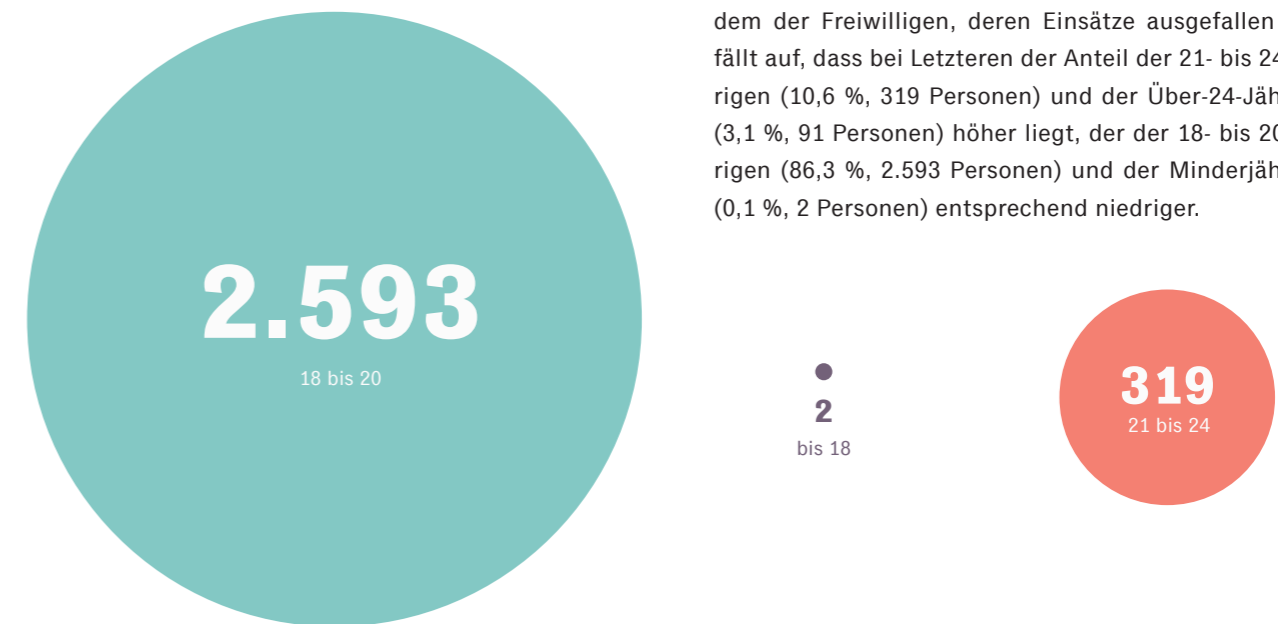 dem der Freiwilligen, deren Einsätze ausgefallen
fällt auf, dass bei Letzteren der Anteil der 21- bis 24
rigen (10,6 %, 319 Personen) und der Über-24-Jäh
(3,1 %, 91 Personen) höher liegt, der der 18- bis 20
rigen (86,3 %, 2.593 Personen) und der Minderjäh
(0,1 %, 2 Personen) entsprechend niedriger.
2.593
18 bis 20
2
bis 18
319
21 bis 24